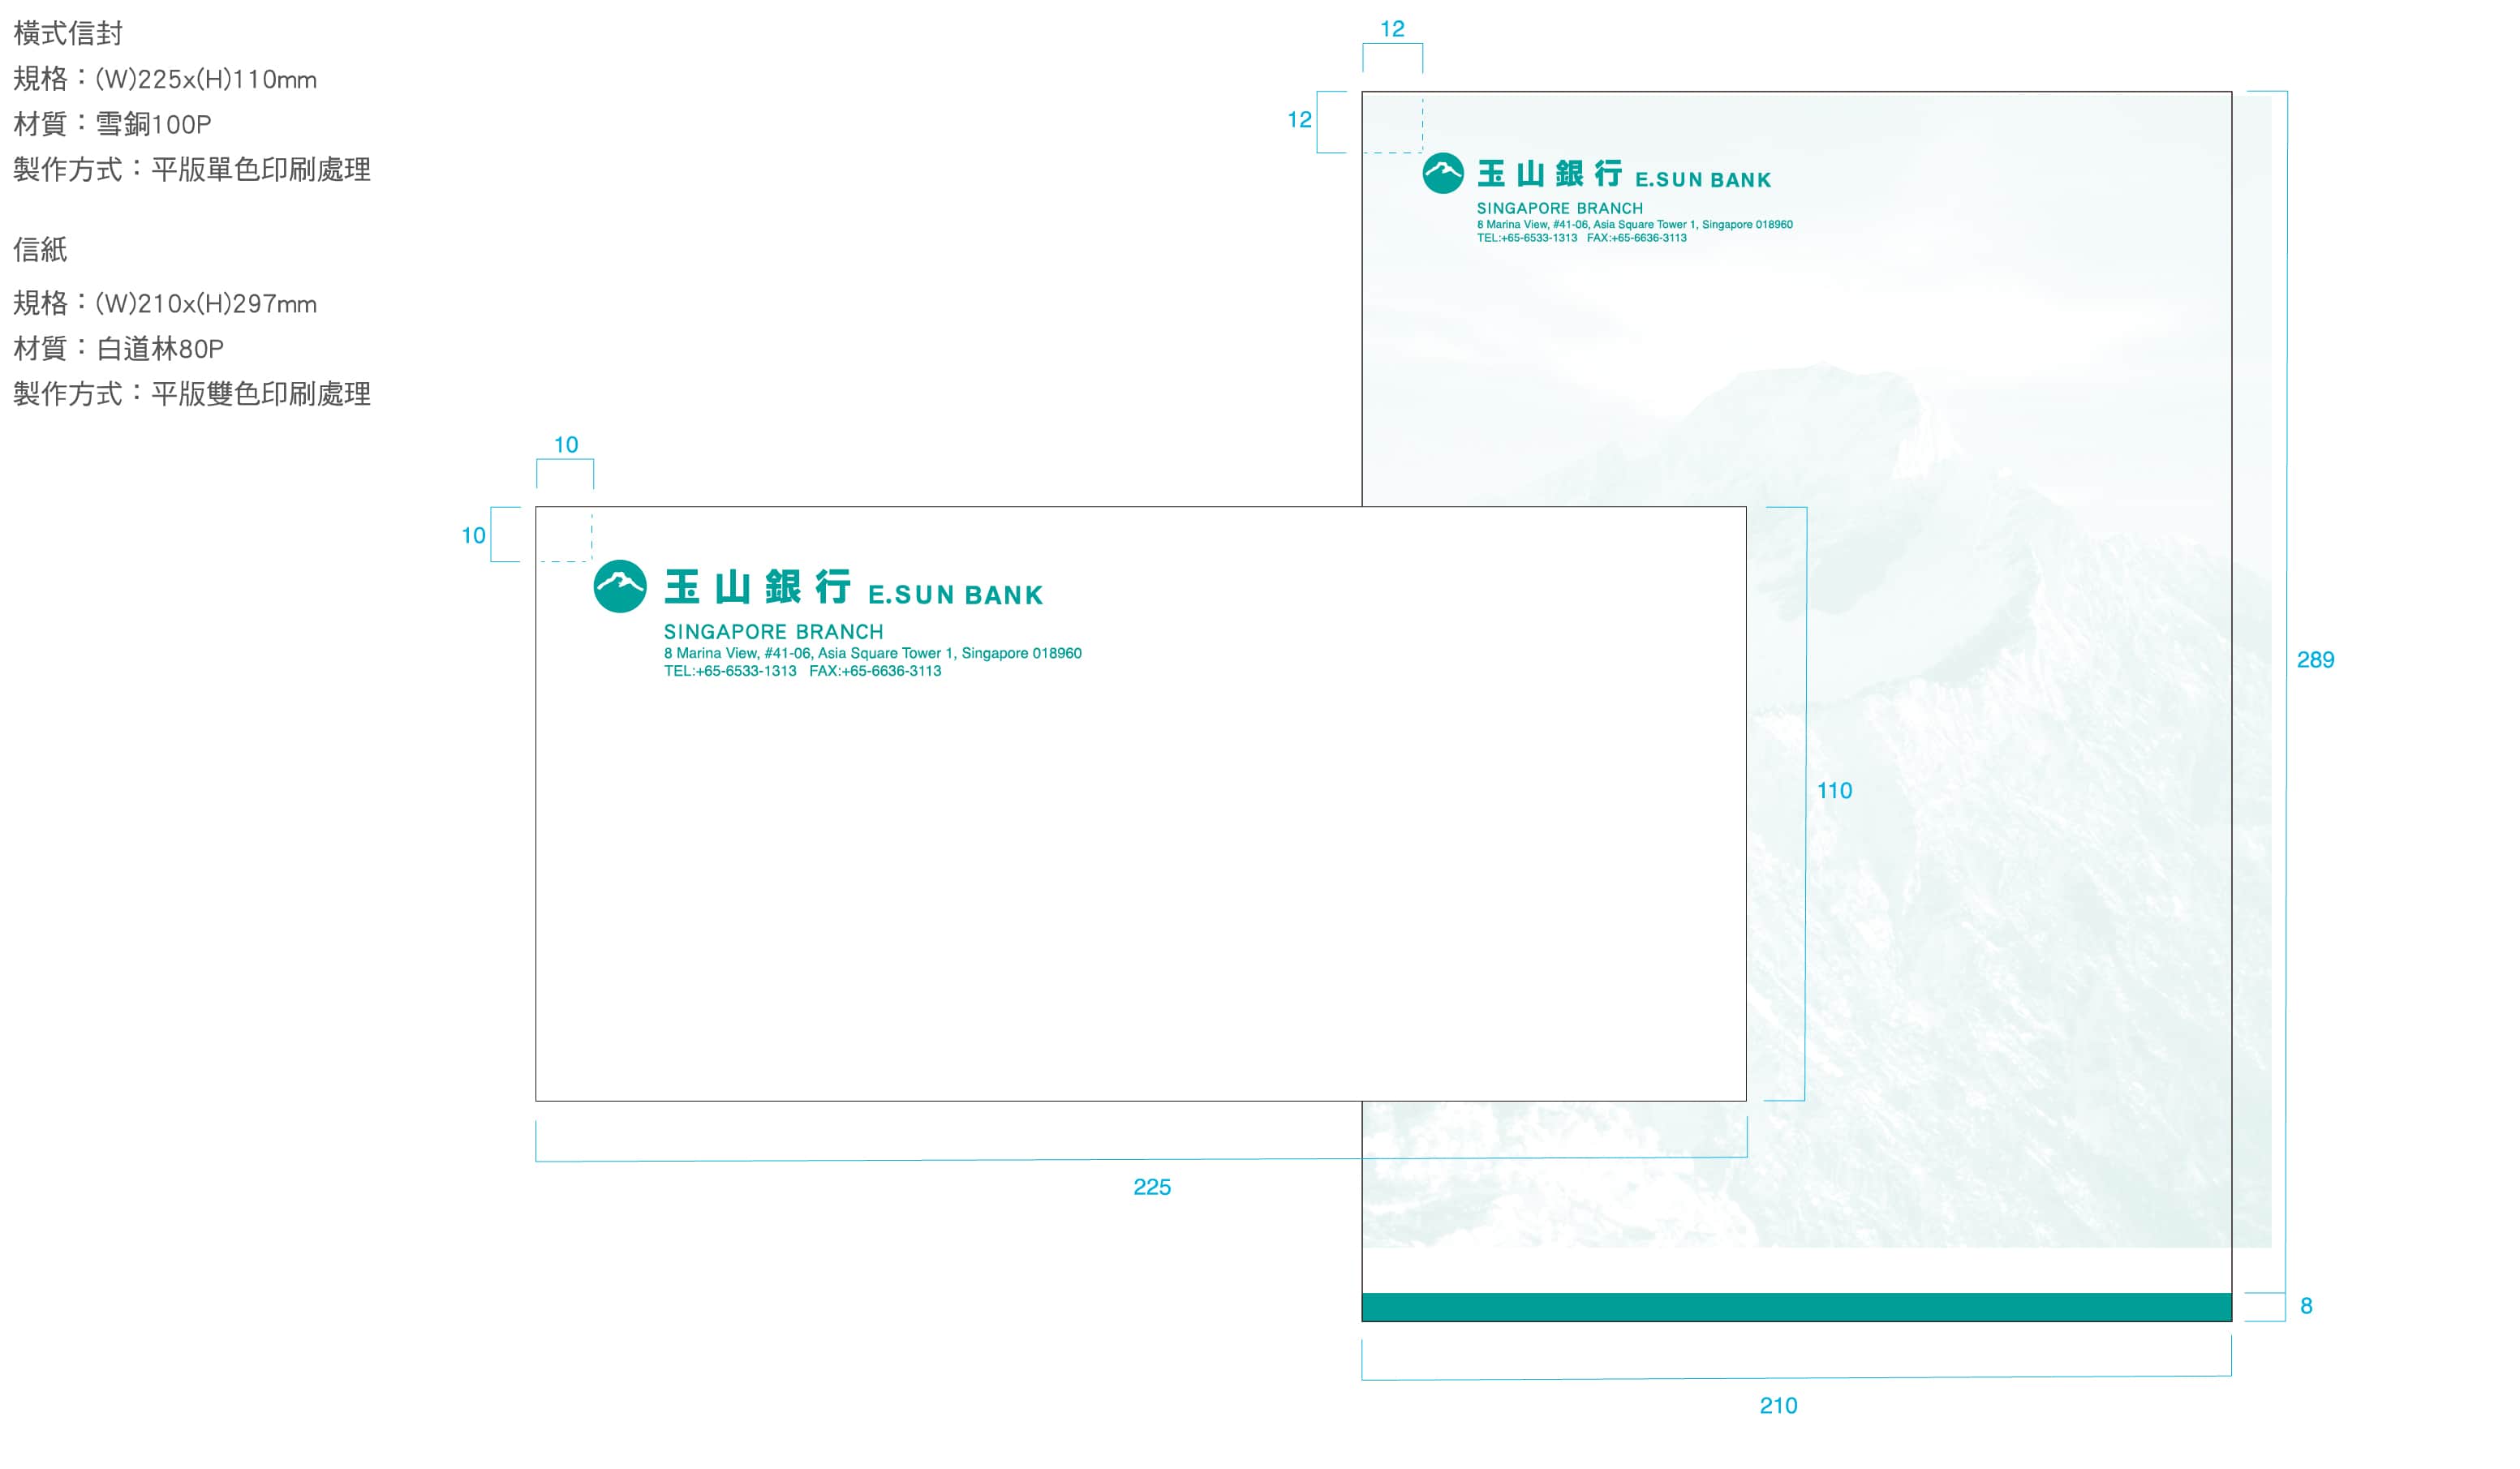 橫式信封
規格：(W)225x(H)110mm
材質：雪銅100P
製作方式：平版單色印刷處理
信紙
規格：(W)210x(H)297mm
材質：白道林80P
製作方式：平版雙色印刷處理
12
12
玉山銀行 E.SUN BANK
SINGAPORE BRANCH
8 Marina View, #41-06, Asia Square Tower 1, Singapore 018960
TEL:+65-6533-1313 FAX:+65-6636-3113
10
10
玉山銀行 E.SUN BANK
SINGAPORE BRANCH
8 Marina View, #41-06, Asia Square Tower 1, Singapore 018960
TEL:+65-6533-1313 FAX:+65-6636-3113
289
110
225
8
210